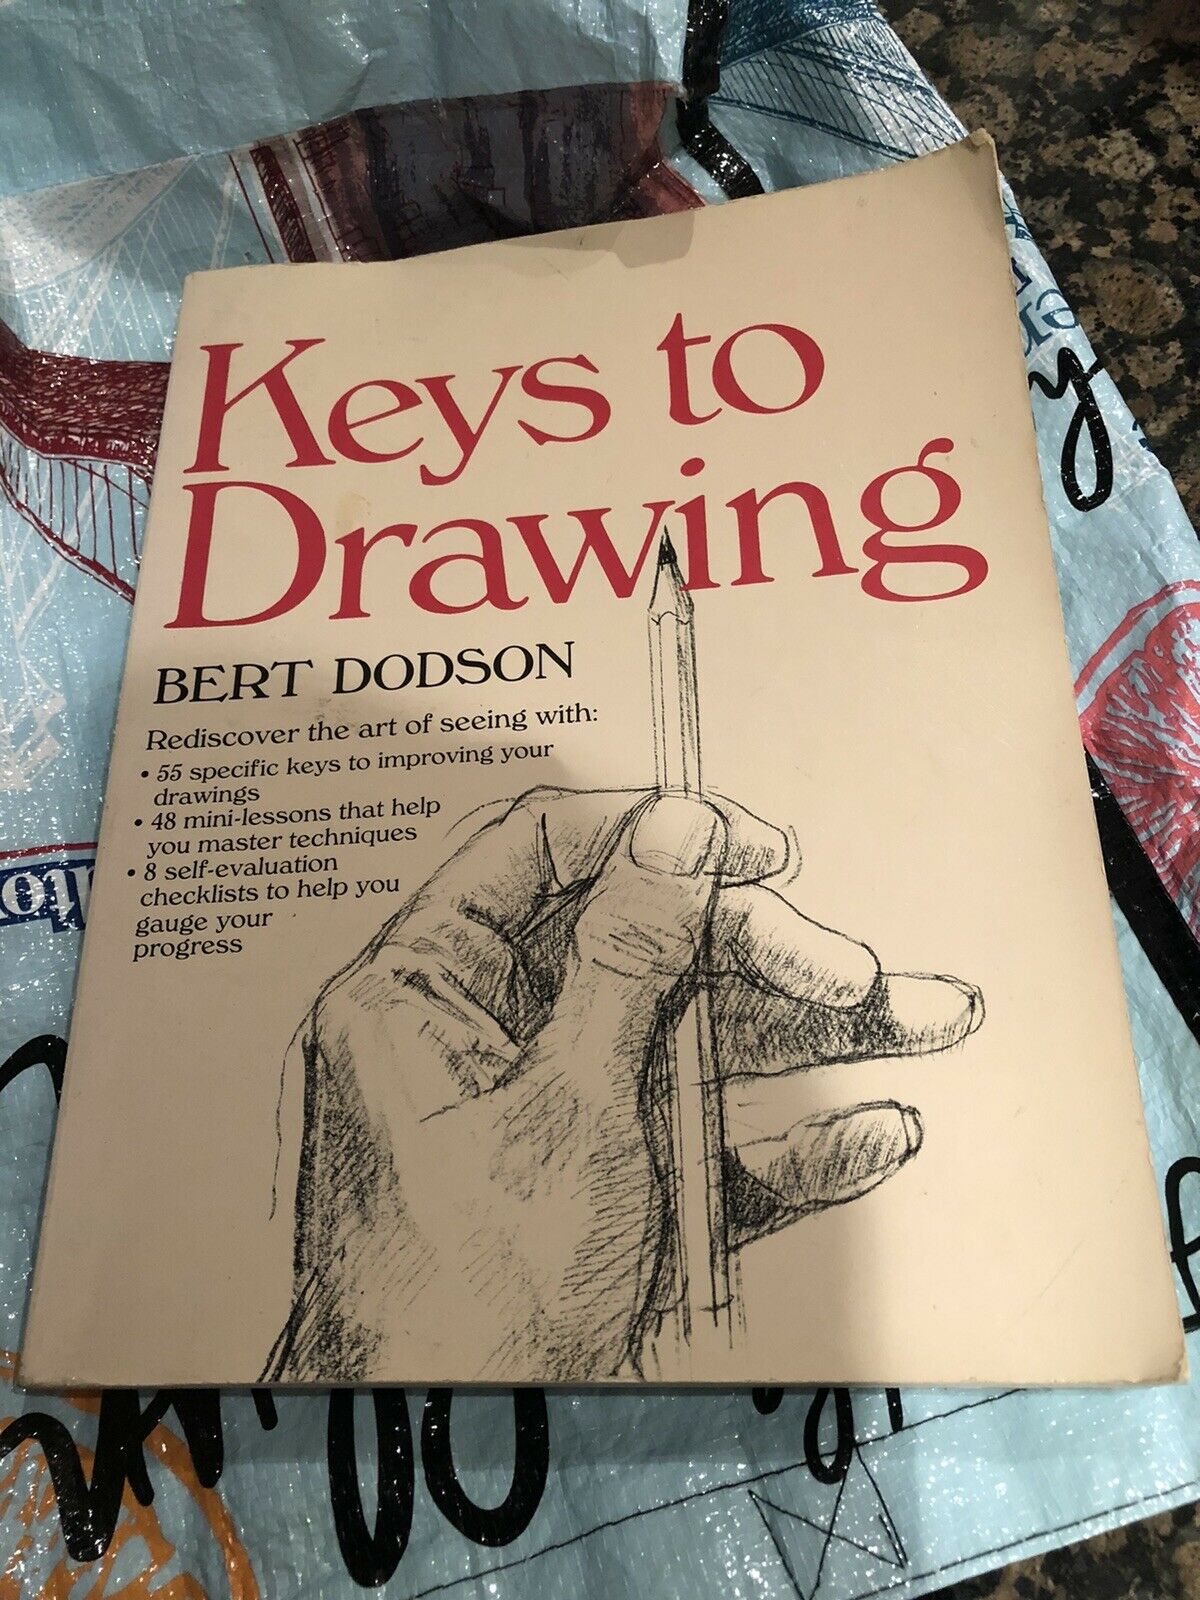 Keys to
Drawing
BERT DODSON
Rediscover the art of seeing with:
• 55 specific keys to improving your
drawings
• 48 mini-lessons that help
you master techniques
• 8 self-evaluation
checklists to help you
gauge your
progress